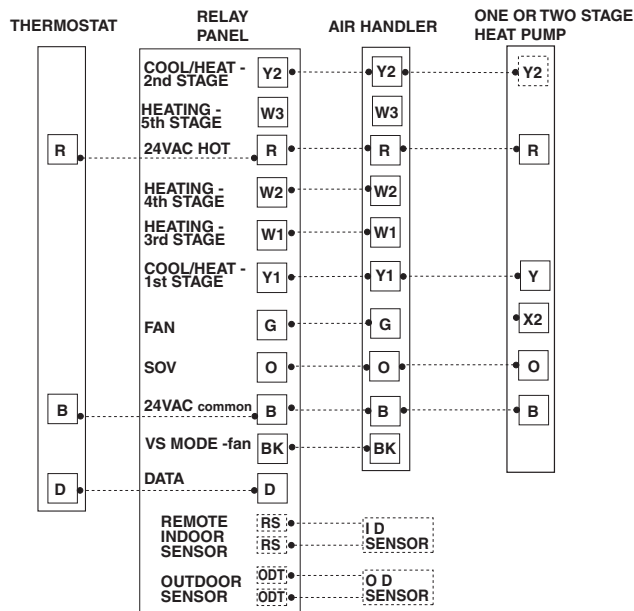 THERMOSTAT
RELAY
PANEL
AIR HANDLER
ONE OR TWO STAGE
HEAT PUMP
COOL/HEAT -
2nd STAGE
Y2
Y2
Y2
HEATING -
5th STAGE
W3
W3
R
24VAC HOT
R
R
R
HEATING -
4th STAGE
W2
W2
HEATING -
3rd STAGE
W1
W1
COOL/HEAT -
1st STAGE
Y1
Y1
Y
FAN
G
G
X2
SOV
O
O
O
B
24VAC common
B
B
B
VS MODE -fan
BK
BK
D
DATA
D
REMOTE
INDOOR
SENSOR
RS
RS
I D
SENSOR
OUTDOOR
SENSOR
ODT
ODT
O D
SENSOR